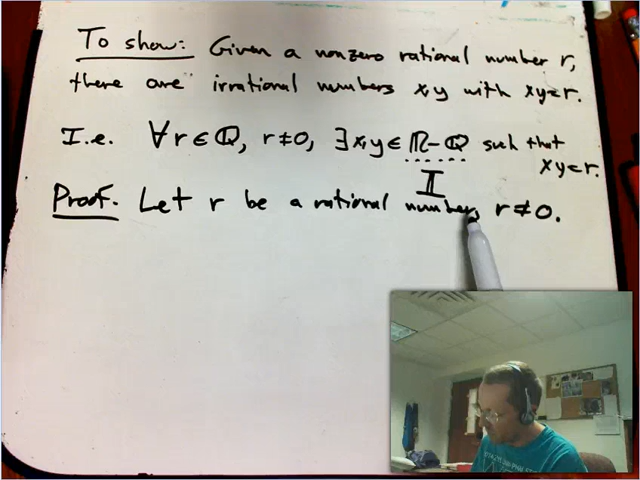 To show: Given a nonzero rational number r,
there are irrational numbers x,y with xy=r.
I.e. ∀r∈ℚ, r≠0, ∃x,y∈ℝ-ℚ such that
xy=r.
𝕀
Proof. Let r be a rational number, r≠0.